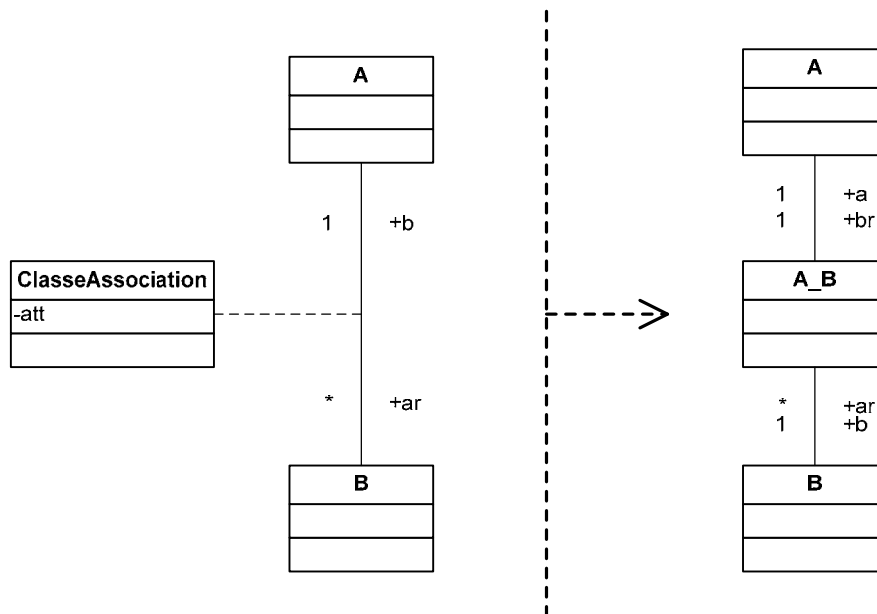 A
1 +b
ClasseAssociation
-att
* +ar
B
A
1 +a
1 +br
A_B
* +ar
1 +b
B